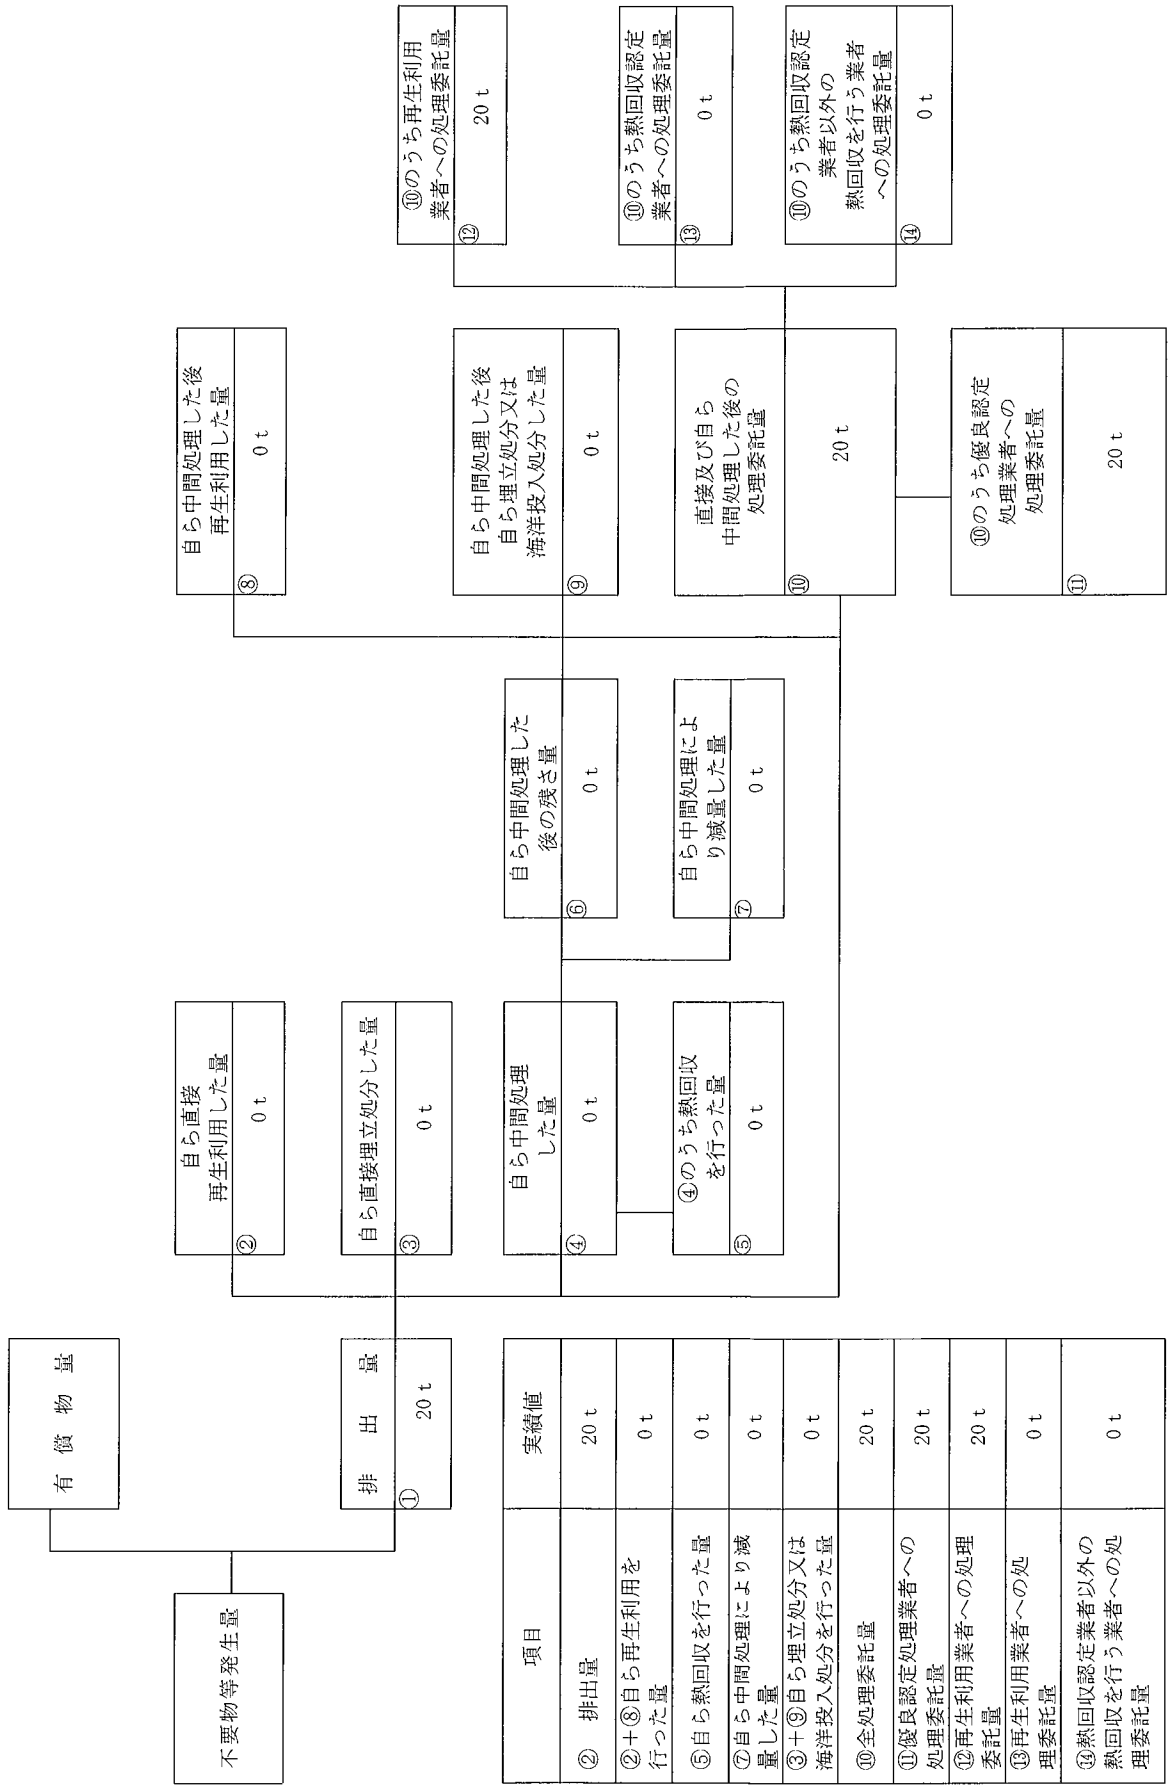 不要物等発生量
有償物量
排出量
①
20 t
自ら直接
再生利用した量
②
0 t
自ら直接埋立処分した量
③
0 t
自ら中間処理
した量
④
0 t
④のうち熱回収
を行った量
⑤
0 t
自ら中間処理した
後の残さ量
⑥
0 t
自ら中間処理によ
り減量した量
⑦
0 t
自ら中間処理した後
再生利用した量
⑧
0 t
自ら中間処理した後
自ら埋立処分又は
海洋投入処分した量
⑨
0 t
直接及び自ら
中間処理した後の
処理委託量
⑩
20 t
⑩のうち優良認定
処理業者への
処理委託量
⑪
20 t
⑩のうち再生利用
業者への処理委託量
⑫
20 t
⑩のうち熱回収認定
業者への処理委託量
⑬
0 t
⑩のうち熱回収認定
業者以外の
熱回収を行う業者
への処理委託量
⑭
0 t
項目 実績値
② 排出量 20 t
②+⑧自ら再生利用を
行った量 0 t
⑤自ら熱回収を行った量 0 t
⑦自ら中間処理により減
量した量 0 t
③+⑨自ら埋立処分又は
海洋投入処分を行った量 0 t
⑩全処理委託量 20 t
⑪優良認定処理業者への
処理委託量 20 t
⑫再生利用業者への処理
委託量 20 t
⑬再生利用業者への処
理委託量 0 t
⑭熱回収認定業者以外の
熱回収を行う業者への処
理委託量 0 t